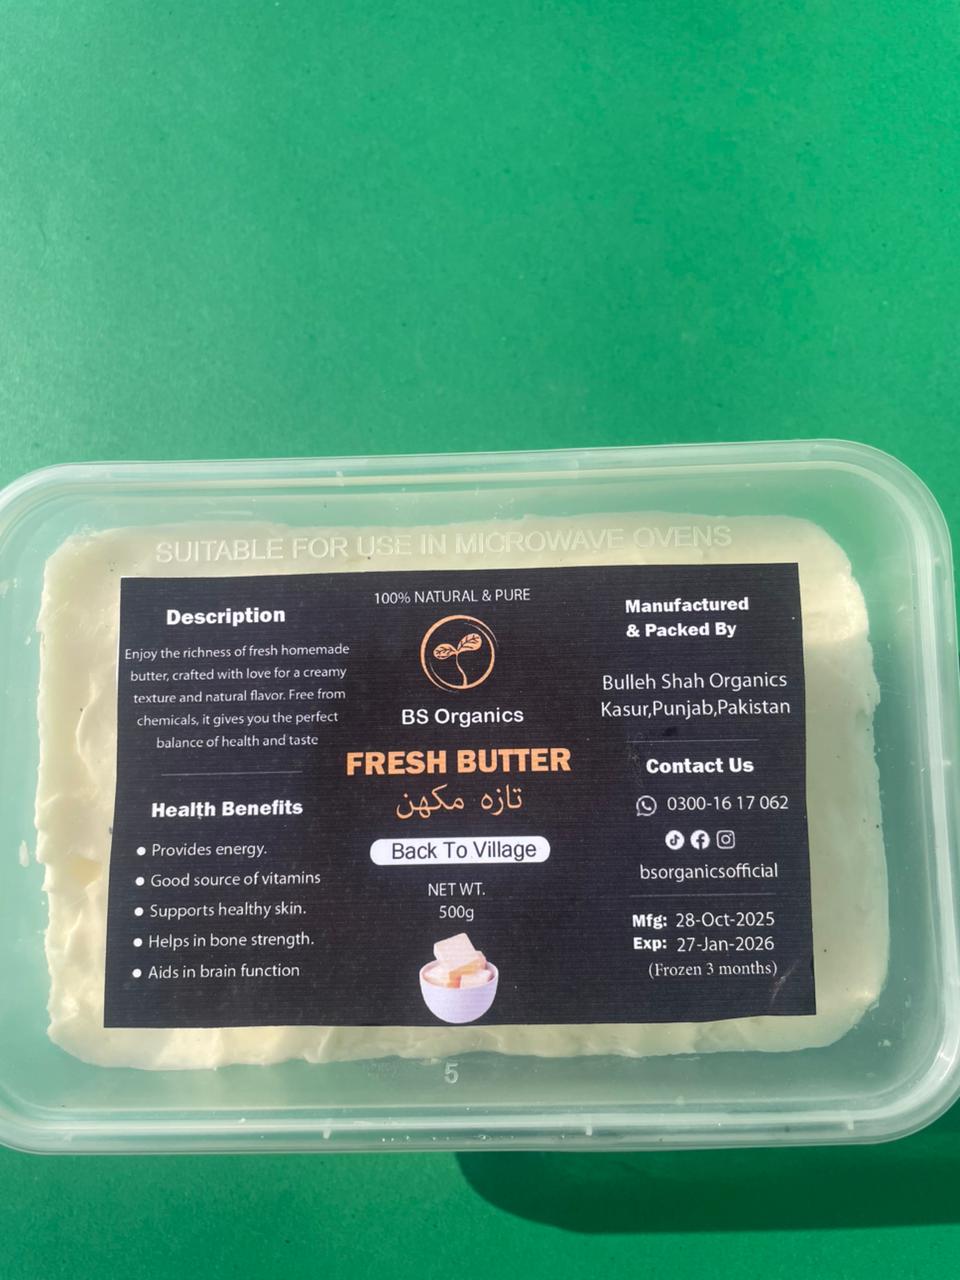 SUITABLE FOR USE IN MICROWAVE OVENS
Description
Enjoy the richness of fresh homemade
butter, crafted with love for a creamy
texture and natural flavor. Free from
chemicals, it gives you the perfect
balance of health and taste
Health Benefits
● Provides energy.
● Good source of vitamins
● Supports healthy skin.
● Helps in bone strength.
● Aids in brain function
100% NATURAL & PURE
BS Organics
FRESH BUTTER
تازہ مکھن
Back To Village
NET WT.
500g
Manufactured
& Packed By
Bulleh Shah Organics
Kasur,Punjab,Pakistan
Contact Us
0300-16 17 062
bsorganicsofficial
Mfg: 28-Oct-2025
Exp: 27-Jan-2026
(Frozen 3 months)
5